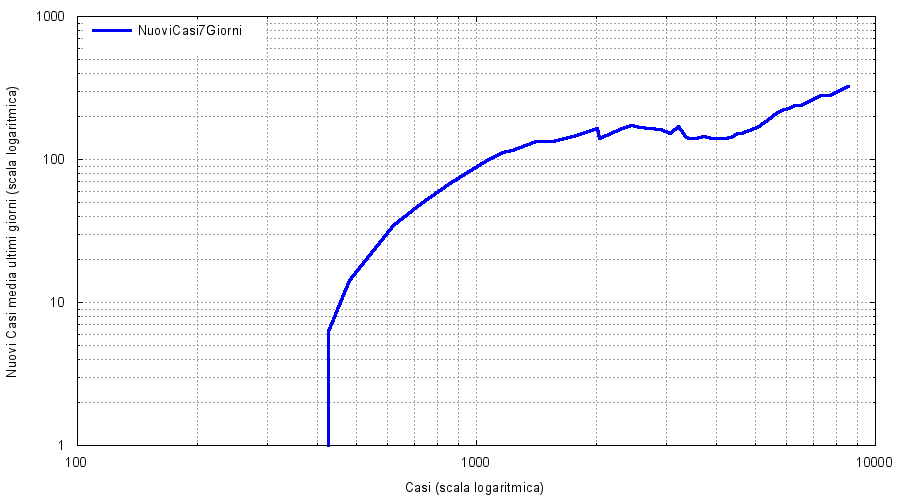 1000
NuoviCasi7Giorni
100
10
1
100
1000
10000
Nuovi Casi media ultimi giorni (scala logaritmica)
Casi (scala logaritmica)